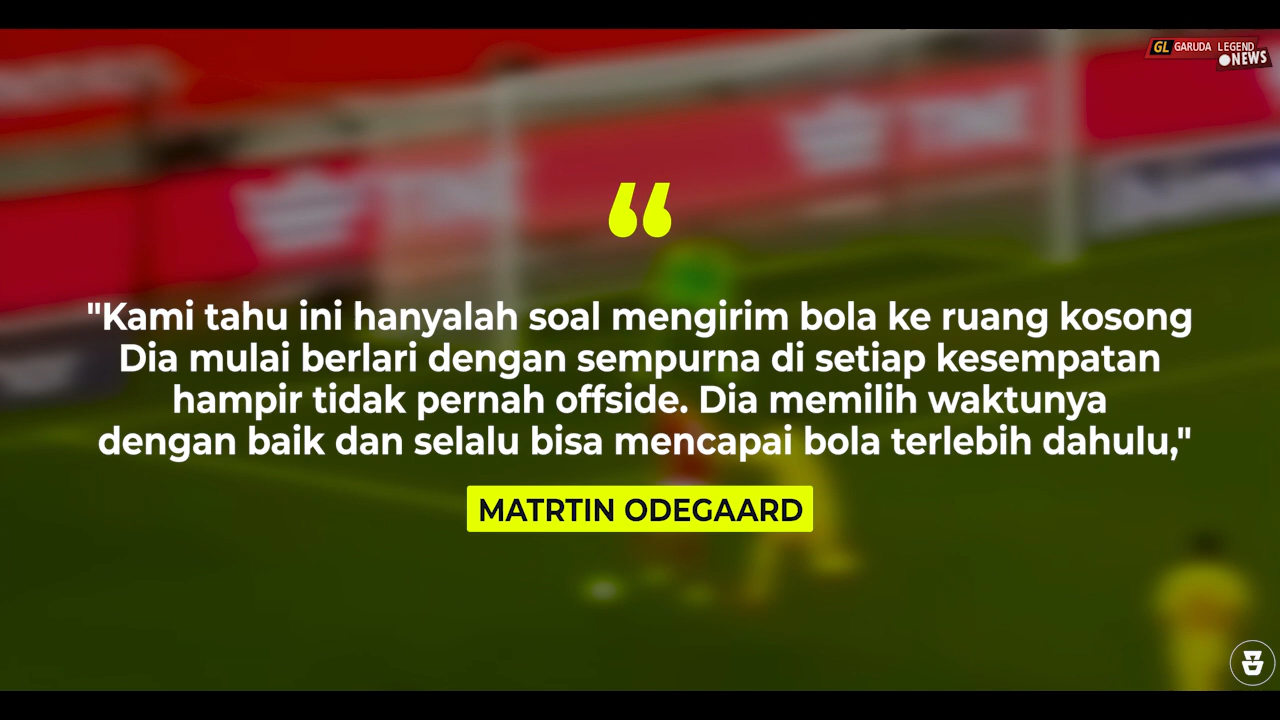 GL GARUDA LEGEND
NEWS
“
"Kami tahu ini hanyalah soal mengirim bola ke ruang kosong
Dia mulai berlari dengan sempurna di setiap kesempatan
hampir tidak pernah offside. Dia memilih waktunya
dengan baik dan selalu bisa mencapai bola terlebih dahulu,"
MATRTIN ODEGAARD